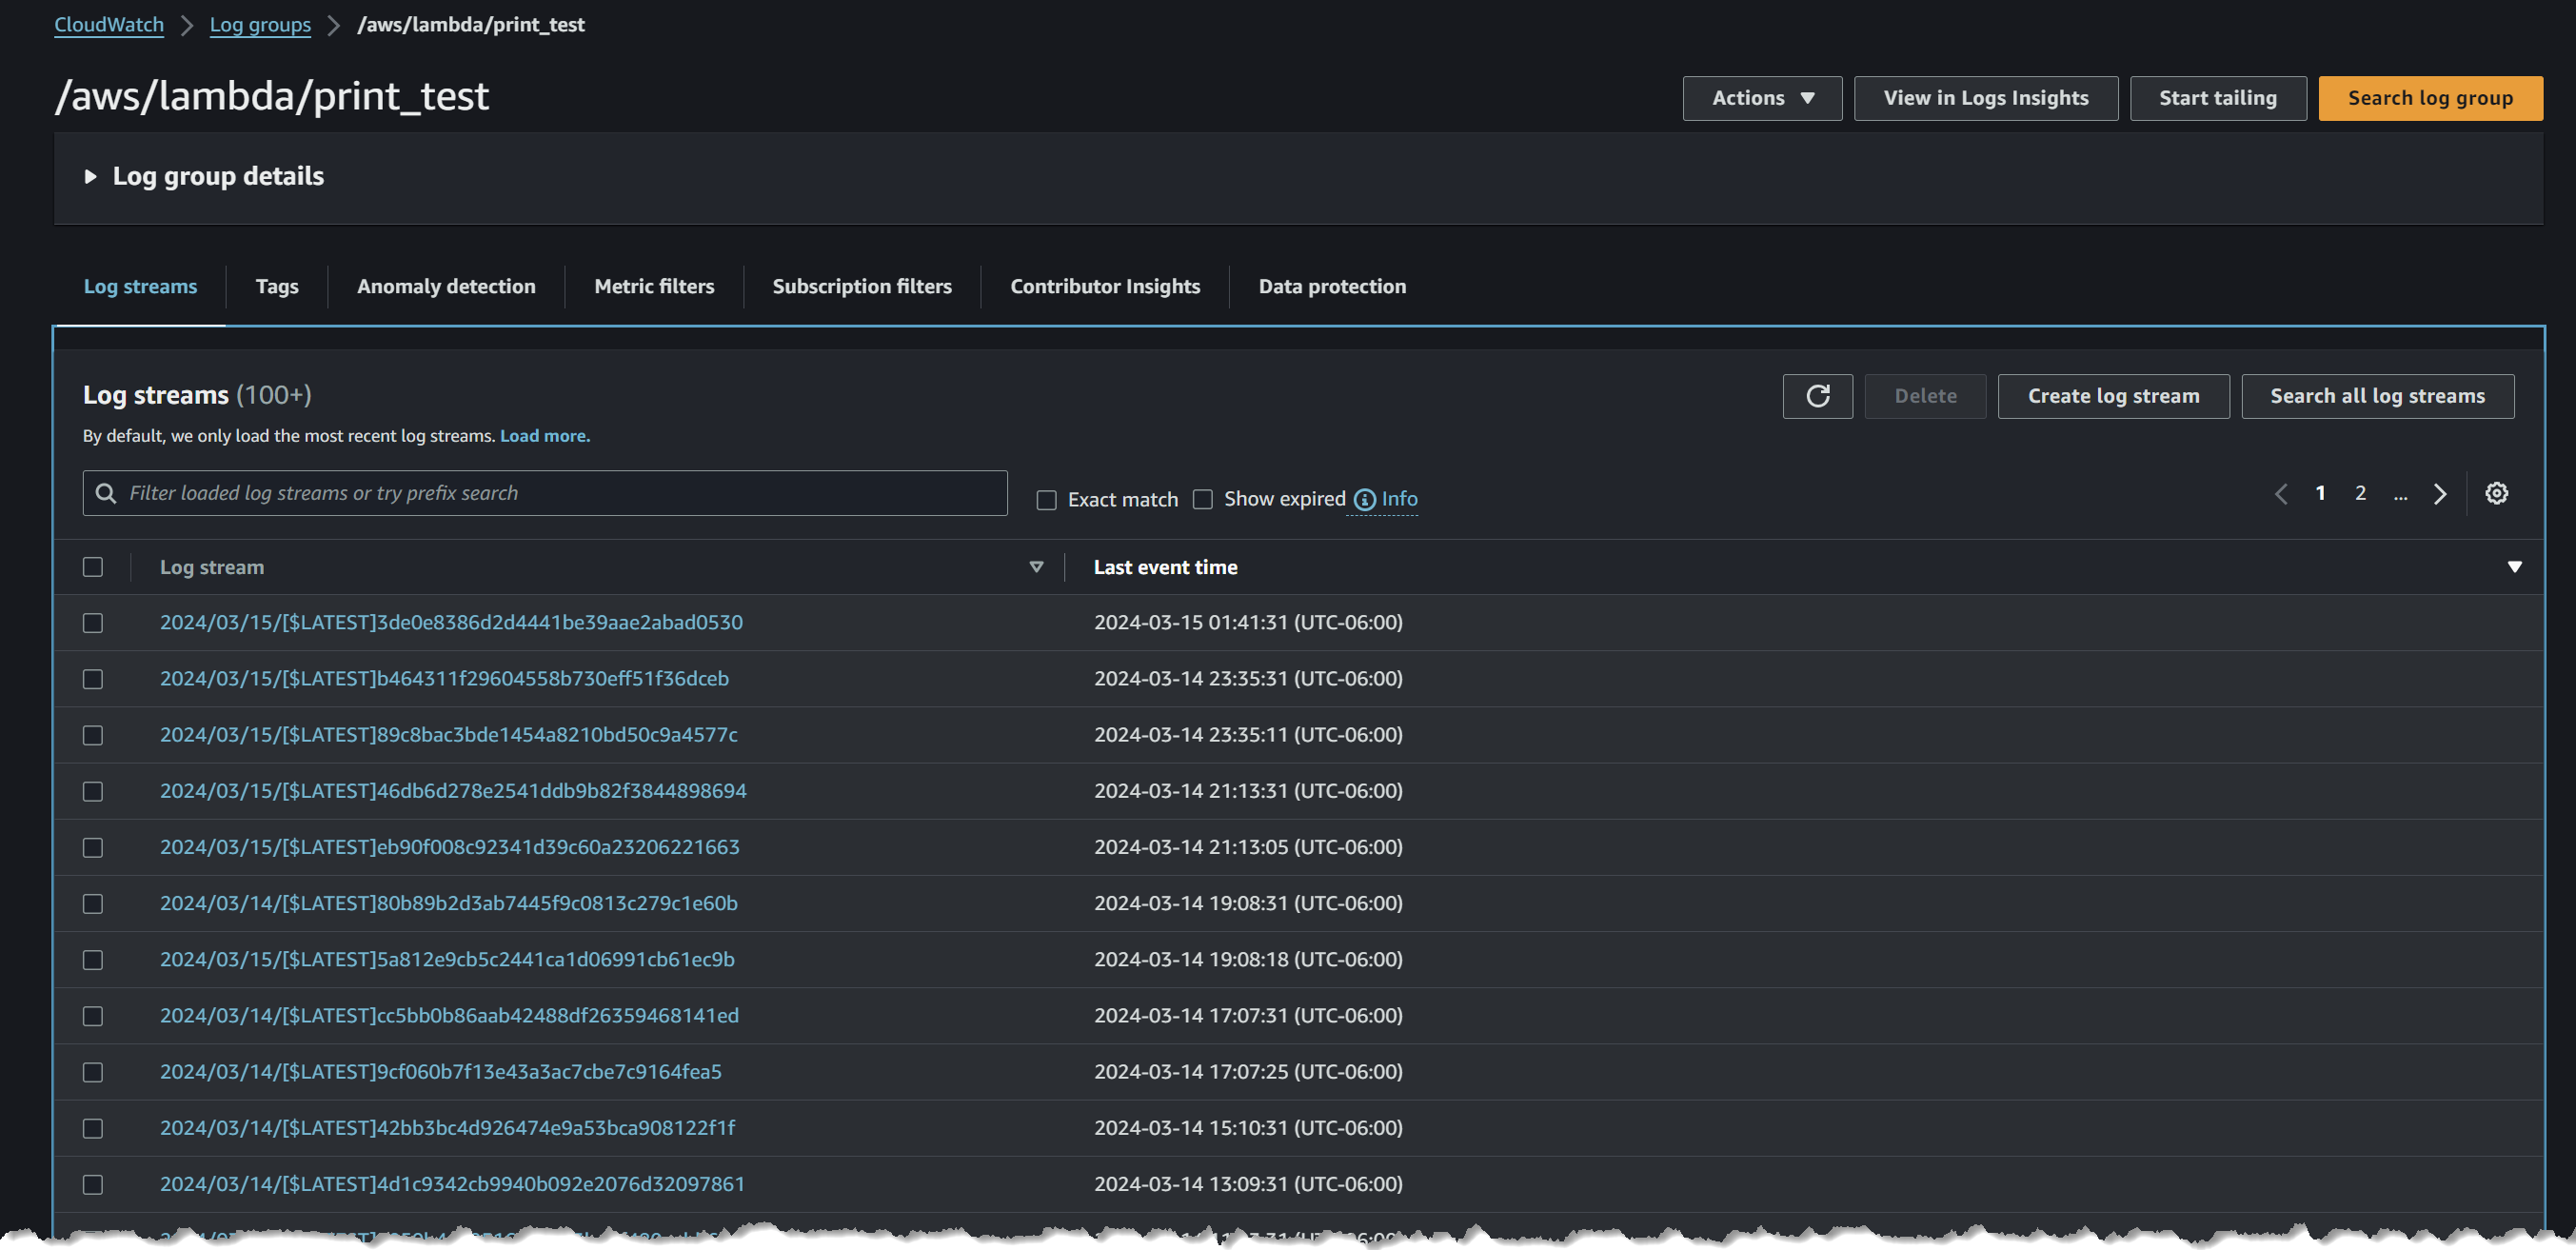 CloudWatch > Log groups > /aws/lambda/print_test
/aws/lambda/print_test
Actions View in Logs Insights Start tailing Search log group
Log group details
Log streams Tags Anomaly detection Metric filters Subscription filters Contributor Insights Data protection
Log streams (100+)
Delete Create log stream Search all log streams
By default, we only load the most recent log streams. Load more.
Filter loaded log streams or try prefix search
Exact match Show expired Info
1 2 ...
Log stream Last event time
2024/03/15/[$LATEST]3de0e8386d2d4441be39aae2abad0530 2024-03-15 01:41:31 (UTC-06:00)
2024/03/15/[$LATEST]b464311f29604558b730eff51f36dceb 2024-03-14 23:35:31 (UTC-06:00)
2024/03/15/[$LATEST]89c8bac3bde1454a8210bd50c9a4577c 2024-03-14 23:35:11 (UTC-06:00)
2024/03/15/[$LATEST]46db6d278e2541ddb9b82f3844898694 2024-03-14 21:13:31 (UTC-06:00)
2024/03/15/[$LATEST]eb90f008c92341d39c60a23206221663 2024-03-14 21:13:05 (UTC-06:00)
2024/03/14/[$LATEST]80b89b2d3ab7445f9c0813c279c1e60b 2024-03-14 19:08:31 (UTC-06:00)
2024/03/15/[$LATEST]5a812e9cb5c2441ca1d06991cb61ec9b 2024-03-14 19:08:18 (UTC-06:00)
2024/03/14/[$LATEST]cc5bb0b86aab42488df26359468141ed 2024-03-14 17:07:31 (UTC-06:00)
2024/03/14/[$LATEST]9cf060b7f13e43a3ac7cbe7c9164fea5 2024-03-14 17:07:25 (UTC-06:00)
2024/03/14/[$LATEST]42bb3bc4d926474e9a53bca908122f1f 2024-03-14 15:10:31 (UTC-06:00)
2024/03/14/[$LATEST]4d1c9342cb9940b092e2076d32097861 2024-03-14 13:09:31 (UTC-06:00)